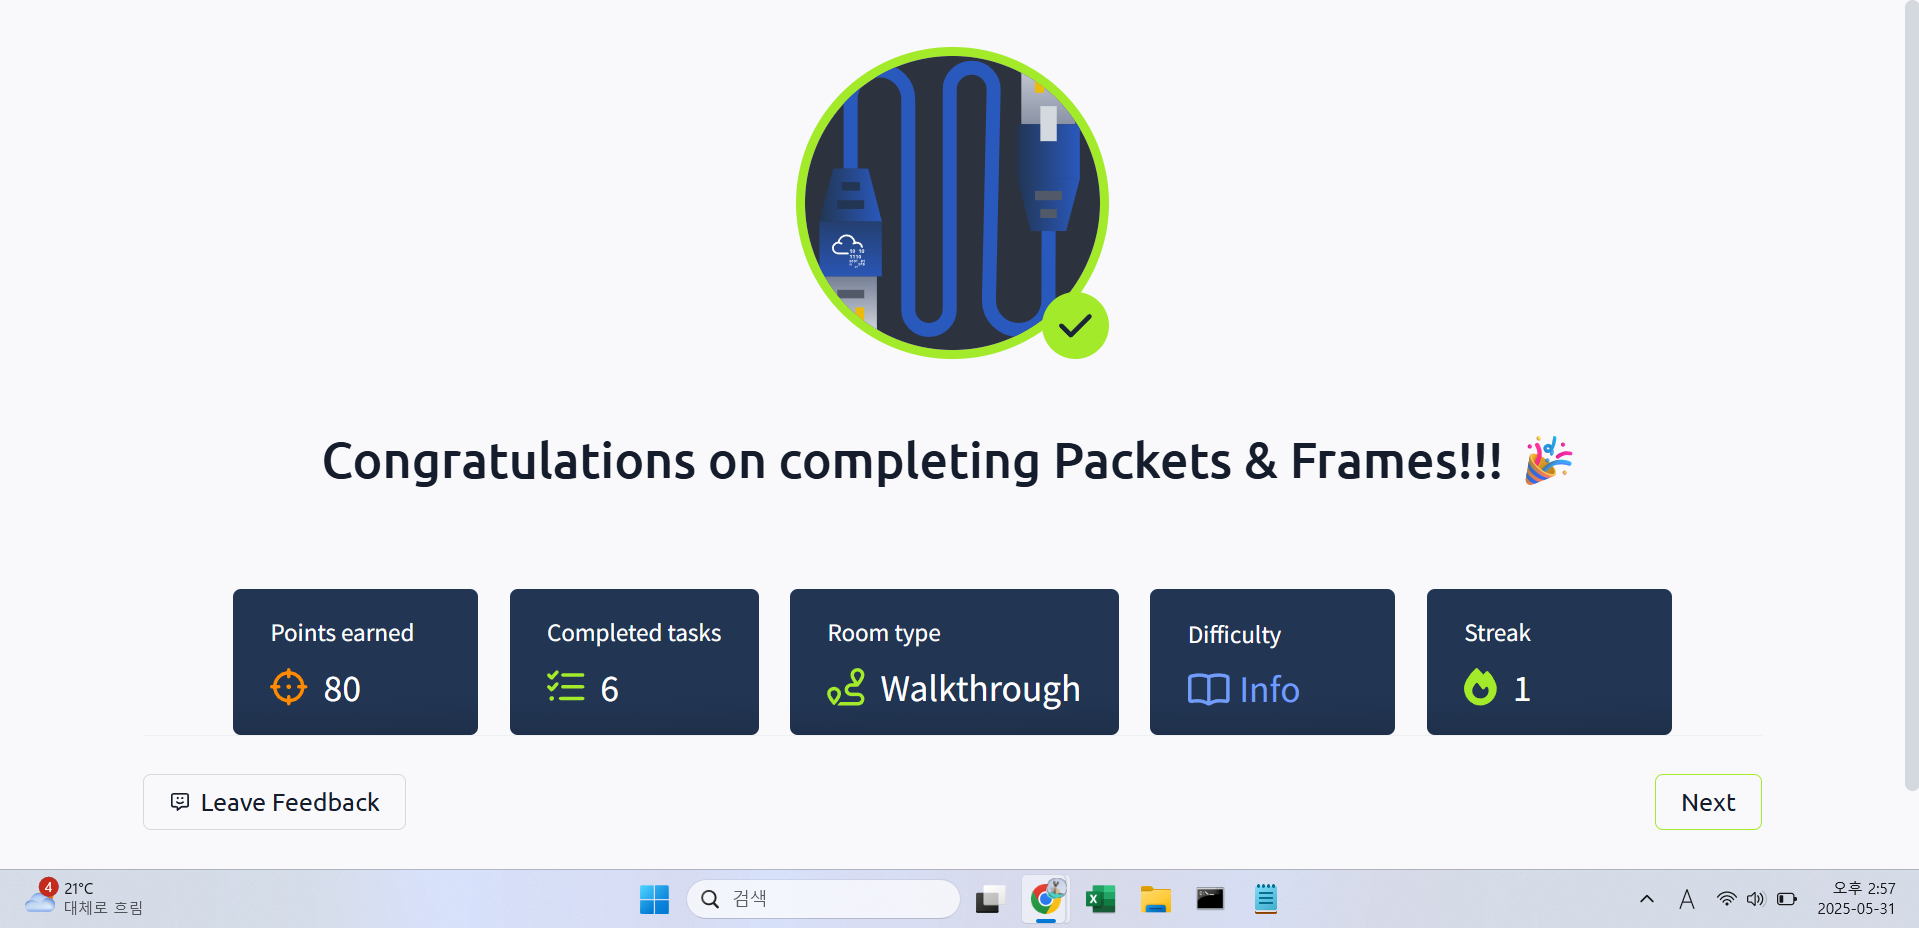 Congratulations on completing Packets & Frames!!! 🎉
Points earned
80
Completed tasks
6
Room type
Walkthrough
Difficulty
Info
Streak
1
Leave Feedback
Next
4
21°C
대체로 흐림
검색
A
오후 2:57
2025-05-31